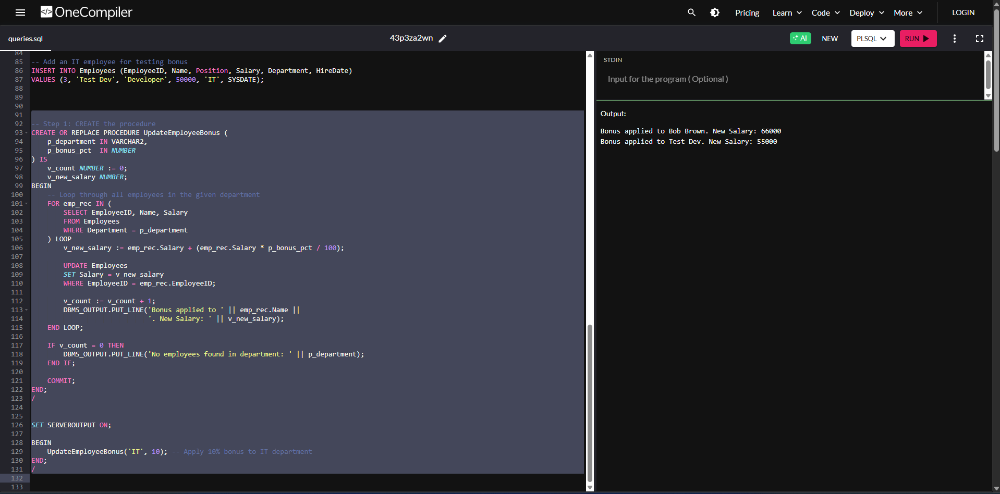 </> OneCompiler
Pricing Learn Code Deploy More LOGIN
queries.sql
43p3za2wn
AI NEW PLSQL RUN
84
85 -- Add an IT employee for testing bonus
86 INSERT INTO Employees (EmployeeID, Name, Position, Salary, Department, HireDate)
87 VALUES (3, 'Test Dev', 'Developer', 50000, 'IT', SYSDATE);
88
89
90
91
92 -- Step 1: CREATE the procedure
93 CREATE OR REPLACE PROCEDURE UpdateEmployeeBonus (
94     p_department IN VARCHAR2,
95     p_bonus_pct  IN NUMBER
96 ) IS
97     v_count NUMBER := 0;
98     v_new_salary NUMBER;
99 BEGIN
100     -- Loop through all employees in the given department
101     FOR emp_rec IN (
102         SELECT EmployeeID, Name, Salary
103         FROM Employees
104         WHERE Department = p_department
105     ) LOOP
106         v_new_salary := emp_rec.Salary + (emp_rec.Salary * p_bonus_pct / 100);
107
108         UPDATE Employees
109         SET Salary = v_new_salary
110         WHERE EmployeeID = emp_rec.EmployeeID;
111
112         v_count := v_count + 1;
113         DBMS_OUTPUT.PUT_LINE('Bonus applied to ' || emp_rec.Name ||
114                              '. New Salary: ' || v_new_salary);
115     END LOOP;
116
117     IF v_count = 0 THEN
118         DBMS_OUTPUT.PUT_LINE('No employees found in department: ' || p_department);
119     END IF;
120
121     COMMIT;
122 END;
123 /
124
125
126 SET SERVEROUTPUT ON;
127
128 BEGIN
129     UpdateEmployeeBonus('IT', 10); -- Apply 10% bonus to IT department
130 END;
131 /
132
133
STDIN
Input for the program ( Optional )
Output:
Bonus applied to Bob Brown. New Salary: 66000
Bonus applied to Test Dev. New Salary: 55000